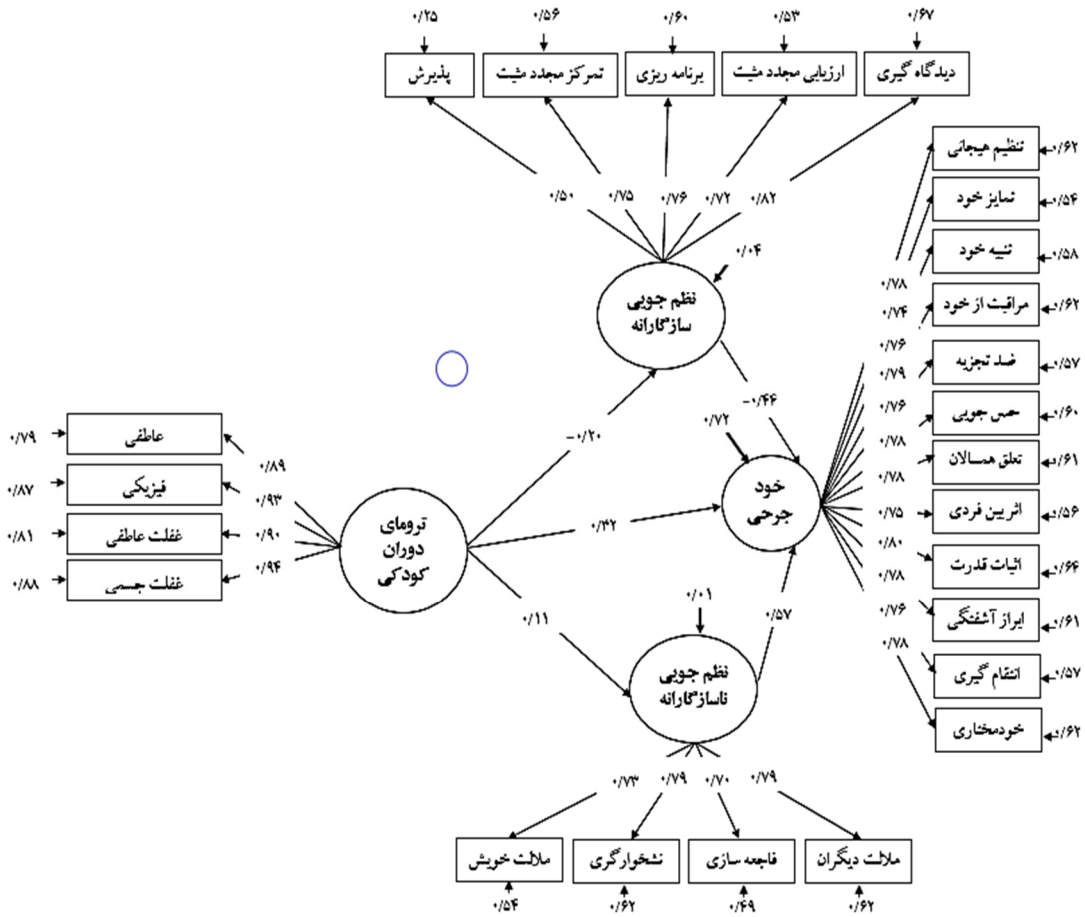 ۰/۶۷
۰/۵۳
۰/۶۰
۰/۵۶
۰/۲۵
دیدگاه گیری
ارزیابی مجدد مثبت
برنامه ریزی
تمرکز مجدد مثبت
پذیرش
۰/۸۲
۰/۷۲
۰/۷۶
۰/۷۵
۰/۵۰
۰/۰۴
نظم جویی
سازگارانه
تنظیم هیجانی
۰/۶۲
تمایز خود
۰/۵۴
تنبیه خود
۰/۵۸
مراقبت از خود
۰/۶۲
ضد تجزیه
۰/۵۷
حس جویی
۰/۶۰
تعلق همسالان
۰/۶۱
اثربین فردی
۰/۵۶
اثبات قدرت
۰/۶۴
ابراز آشفتگی
۰/۶۱
انتقام گیری
۰/۵۷
خودمختاری
۰/۶۲
۰/۷۸
۰/۷۴
۰/۷۶
۰/۷۹
۰/۷۶
۰/۷۸
۰/۷۸
۰/۷۵
۰/۸۰
۰/۷۸
۰/۷۶
۰/۷۸
-۰/۴۴
۰/۷۲
خود
جرحی
-۰/۲۰
۰/۳۲
۰/۱۱
۰/۵۷
ترومای
دوران
کودکی
۰/۸۹
۰/۹۳
۰/۹۰
۰/۹۴
عاطفی
۰/۷۹
فیزیکی
۰/۸۷
غفلت عاطفی
۰/۸۱
غفلت جسمی
۰/۸۸
۰/۰۱
نظم جویی
ناسازگارانه
۰/۷۹
۰/۷۰
۰/۷۹
۰/۷۳
ملالت دیگران
فاجعه سازی
نشخوارگری
ملالت خویش
۰/۶۲
۰/۴۹
۰/۶۲
۰/۵۴